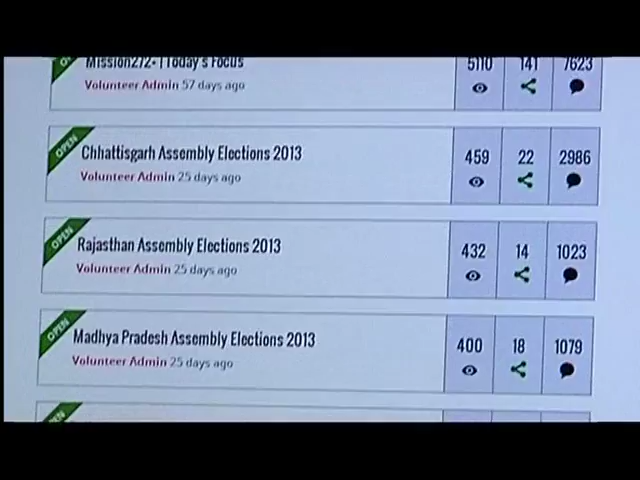 Mission272+ | Today's Focus
5110 141 7623
Volunteer Admin 57 days ago
OPEN
Chhattisgarh Assembly Elections 2013
459 22 2986
Volunteer Admin 25 days ago
OPEN
Rajasthan Assembly Elections 2013
432 14 1023
Volunteer Admin 25 days ago
OPEN
Madhya Pradesh Assembly Elections 2013
400 18 1079
Volunteer Admin 25 days ago